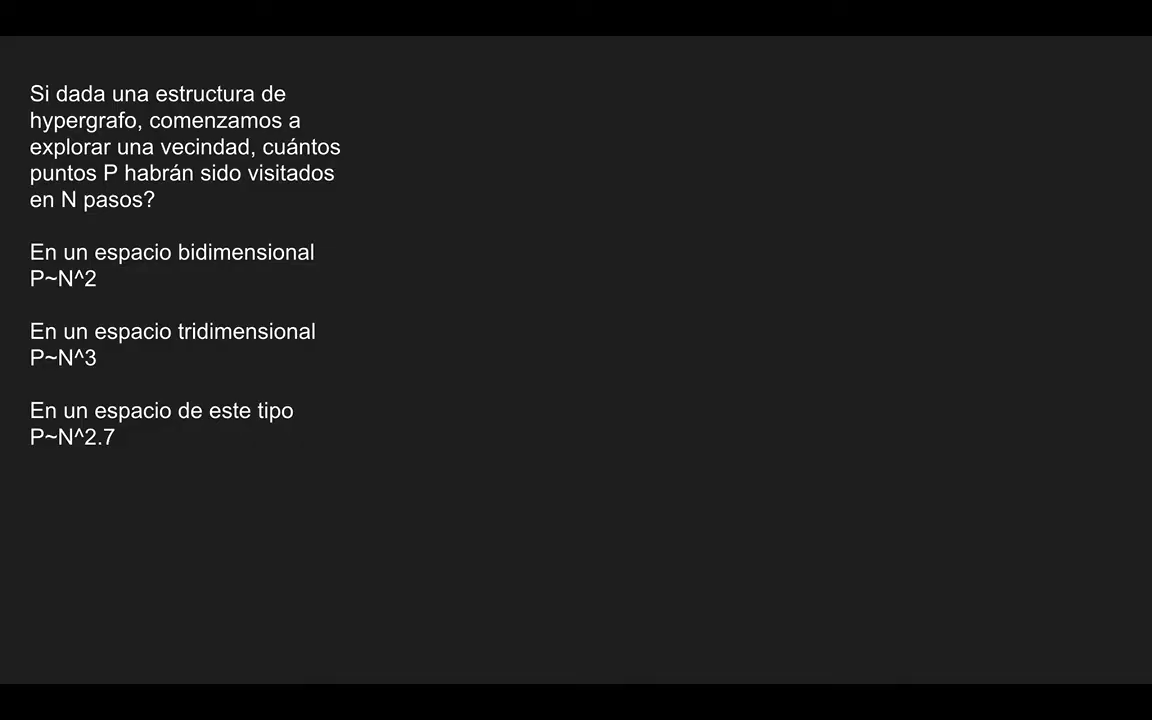 Si dada una estructura de
hypergrafo, comenzamos a
explorar una vecindad, cuántos
puntos P habrán sido visitados
en N pasos?
En un espacio bidimensional
P~N^2
En un espacio tridimensional
P~N^3
En un espacio de este tipo
P~N^2.7